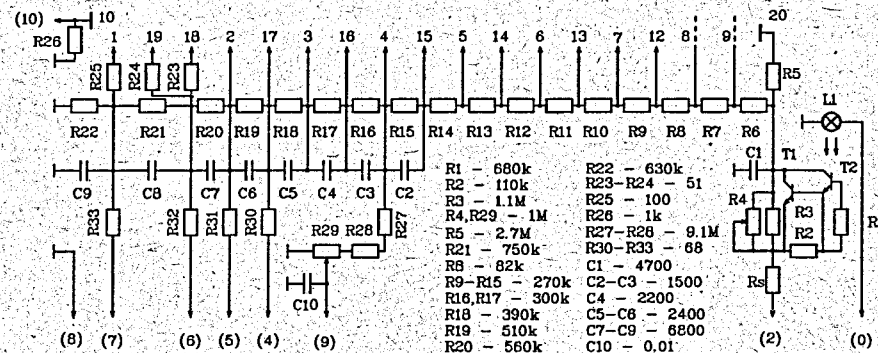 (10) 10 20
R26 1 19 18 2 17 3 16 4 15 5 14 6 13 7 12 8 9
R25 R24 R23 R5
L1
R22 R21 R20 R19 R18 R17 R16 R15 R14 R13 R12 R11 R10 R9 R8 R7 R6
C1 T1 T2
C9 C8 C7 C6 C5 C4 C3 C2
R4 R3 R
R33 R32 R31 R30 R29 R28 R27 R2
C10 Rs
(8) (7) (6) (5) (4) (9) (2) (0)
R1 - 680k
R2 - 110k
R3 - 1.1M
R4,R29 - 1M
R5 - 2.7M
R21 - 750k
R8 - 82k
R9-R15 - 270k
R16,R17 - 300k
R18 - 390k
R19 - 510k
R20 - 560k
R22 - 630k
R23-R24 - 51
R25 - 100
R26 - 1k
R27-R28 - 9.1M
R30-R33 - 68
C1 - 4700
C2-C3 - 1500
C4 - 2200
C5-C6 - 2400
C7-C9 - 6800
C10 - 0.01